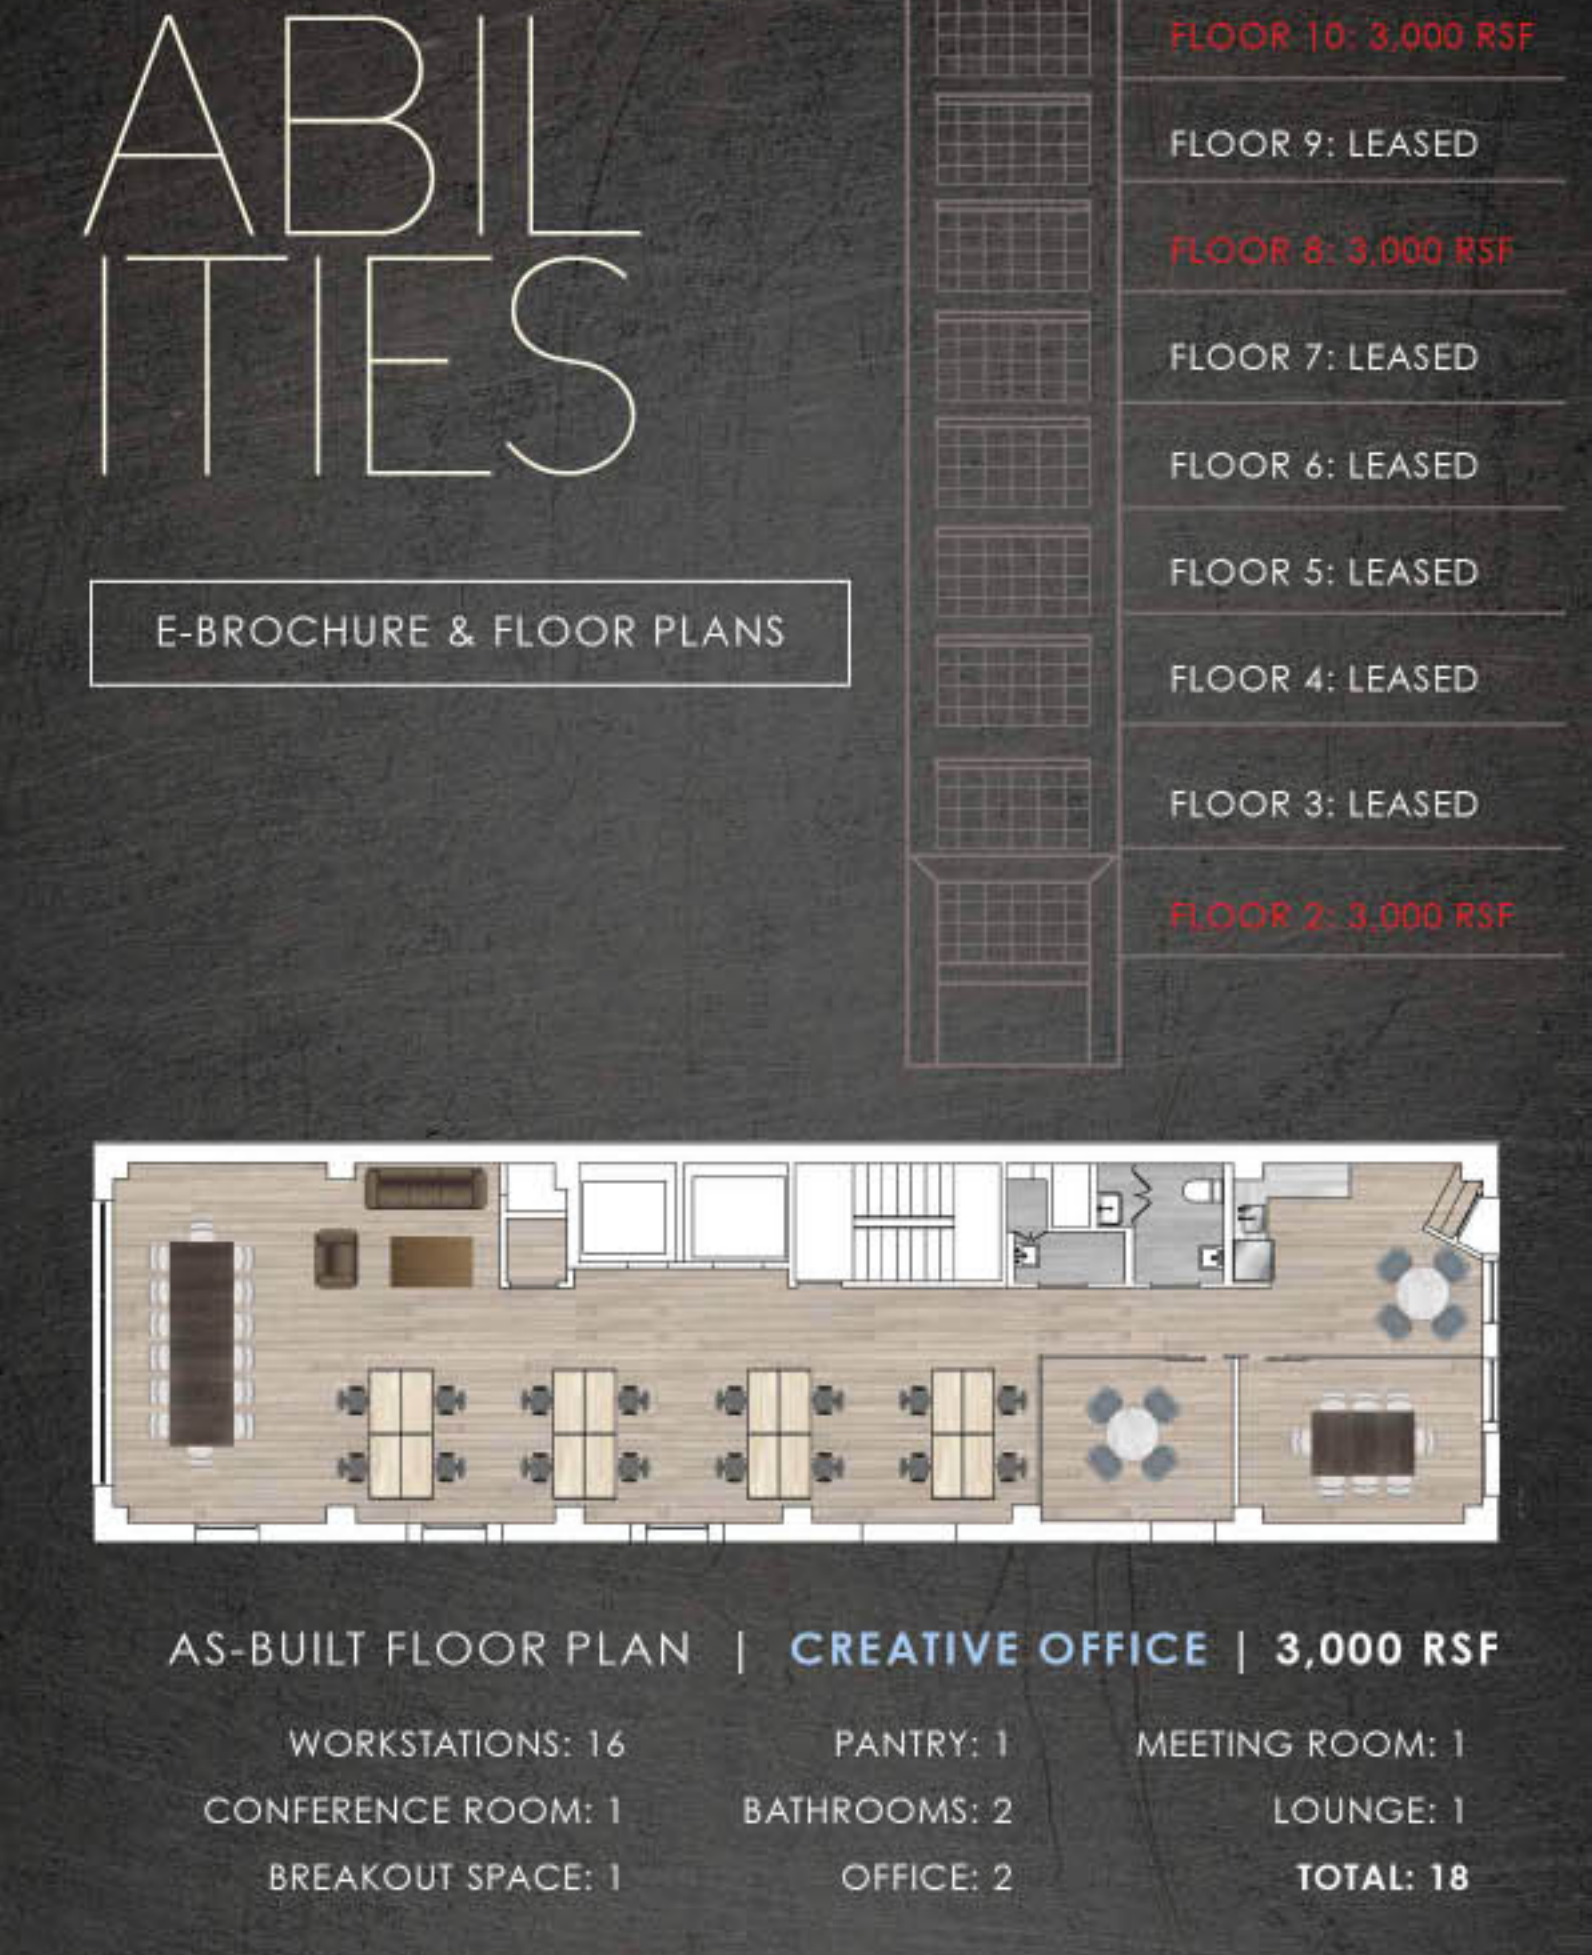 ABIL
ITIES
E-BROCHURE & FLOOR PLANS
FLOOR 10: 3,000 RSF
FLOOR 9: LEASED
FLOOR 8: 3,000 RSF
FLOOR 7: LEASED
FLOOR 6: LEASED
FLOOR 5: LEASED
FLOOR 4: LEASED
FLOOR 3: LEASED
FLOOR 2: 3,000 RSF
AS-BUILT FLOOR PLAN | CREATIVE OFFICE | 3,000 RSF
WORKSTATIONS: 16 PANTRY: 1 MEETING ROOM: 1
CONFERENCE ROOM: 1 BATHROOMS: 2 LOUNGE: 1
BREAKOUT SPACE: 1 OFFICE: 2 TOTAL: 18